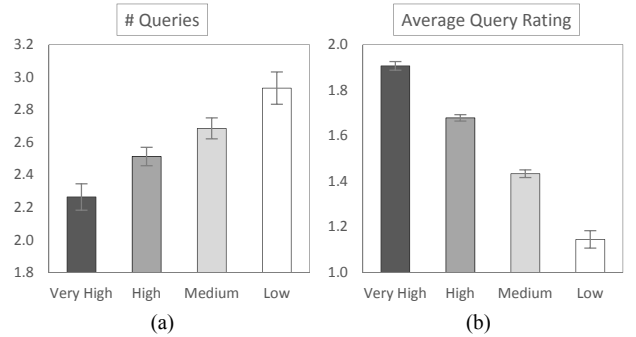 # Queries
3.2
3.0
2.8
2.6
2.4
2.2
2.0
1.8
Very High High Medium Low
(a)
Average Query Rating
2.0
1.8
1.6
1.4
1.2
1.0
Very High High Medium Low
(b)